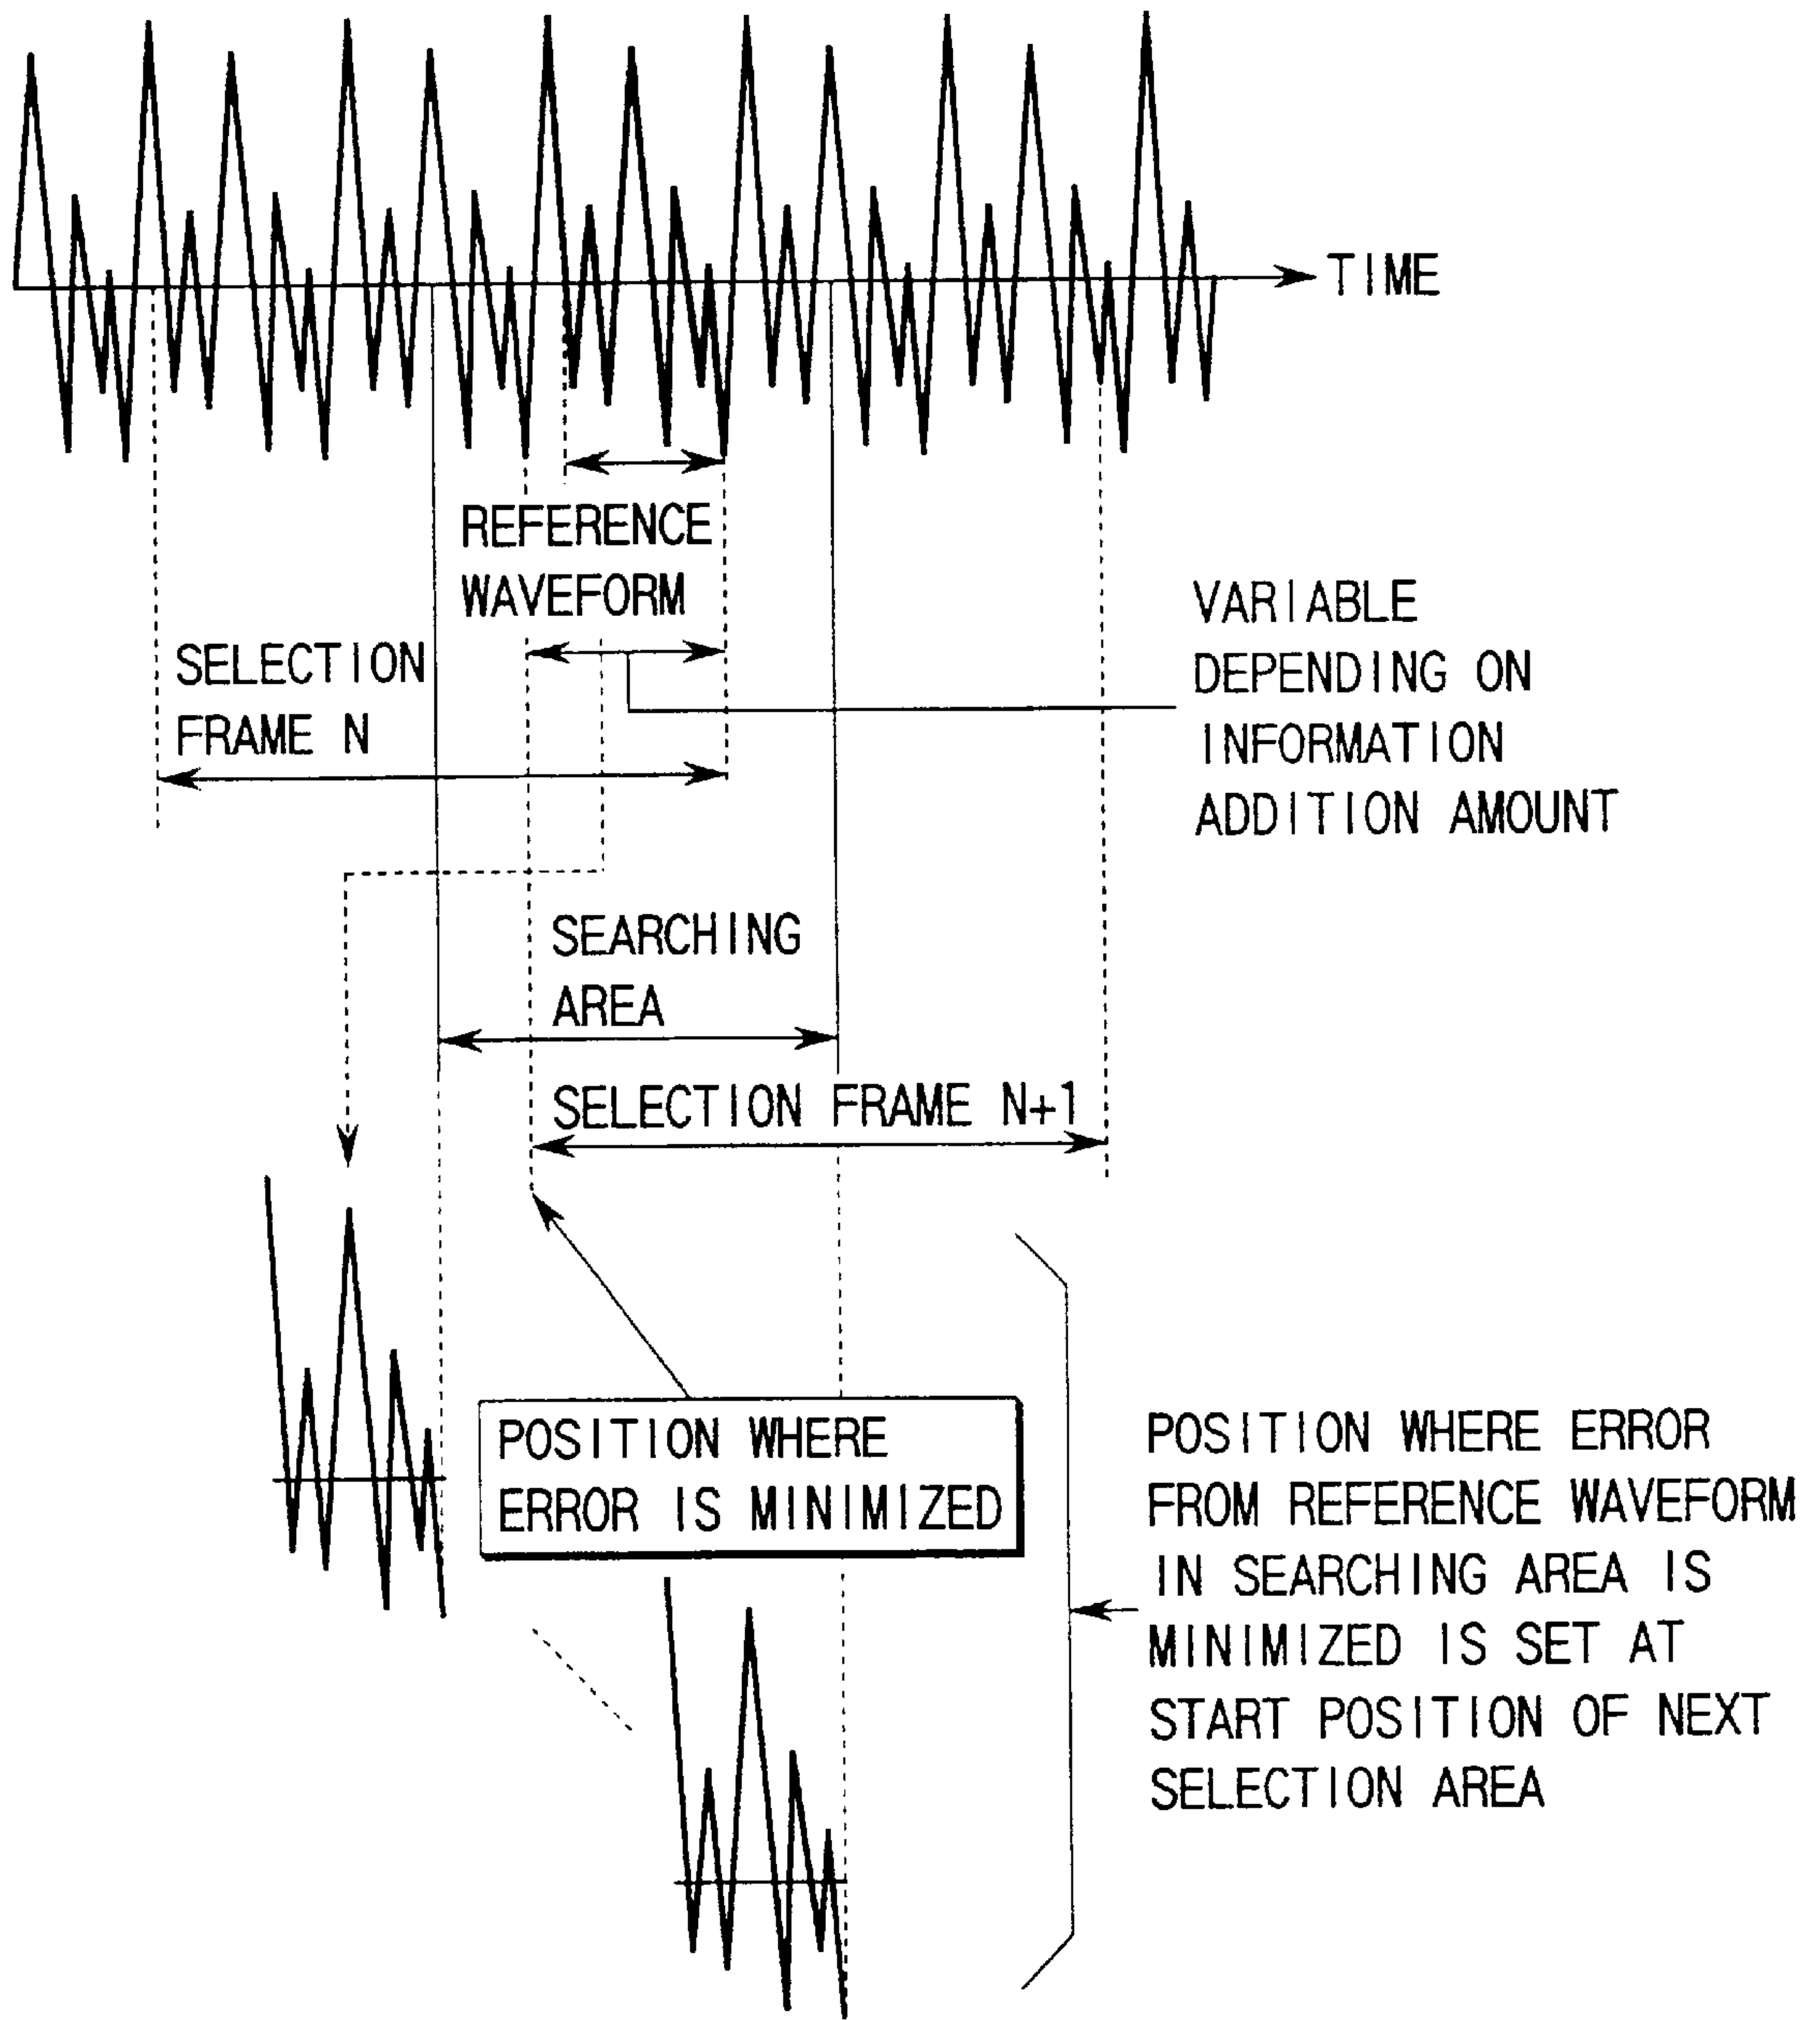 TIME
REFERENCE
WAVEFORM
VARIABLE
DEPENDING ON
INFORMATION
ADDITION AMOUNT
SELECTION
FRAME N
SEARCHING
AREA
SELECTION FRAME N+1
POSITION WHERE
ERROR IS MINIMIZED
POSITION WHERE ERROR
FROM REFERENCE WAVEFORM
IN SEARCHING AREA IS
MINIMIZED IS SET AT
START POSITION OF NEXT
SELECTION AREA